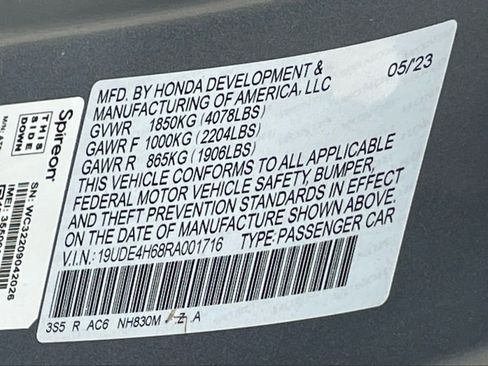 MFD. BY HONDA DEVELOPMENT & 05/23
MANUFACTURING OF AMERICA, LLC
GVWR 1850KG (4078LBS)
GAWR F 1000KG (2204LBS)
GAWR R 865KG (1906LBS)
THIS VEHICLE CONFORMS TO ALL APPLICABLE
FEDERAL MOTOR VEHICLE SAFETY, BUMPER,
AND THEFT PREVENTION STANDARDS IN EFFECT
ON THE DATE OF MANUFACTURE SHOWN ABOVE.
V.I.N.: 19UDE4H68RA001716 TYPE:PASSENGER CAR
3S5 R AC6 NH830M Z A
Spireon
THIS
SIDE
DOWN
M/N:
SN: WC322209042026
IMEI: